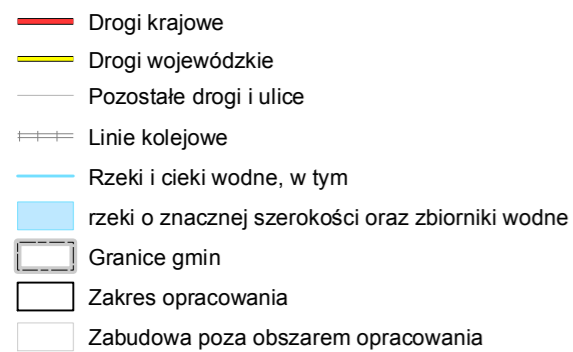 Drogi krajowe
Drogi wojewódzkie
Pozostałe drogi i ulice
Linie kolejowe
Rzeki i cieki wodne, w tym
rzeki o znacznej szerokości oraz zbiorniki wodne
Granice gmin
Zakres opracowania
Zabudowa poza obszarem opracowania